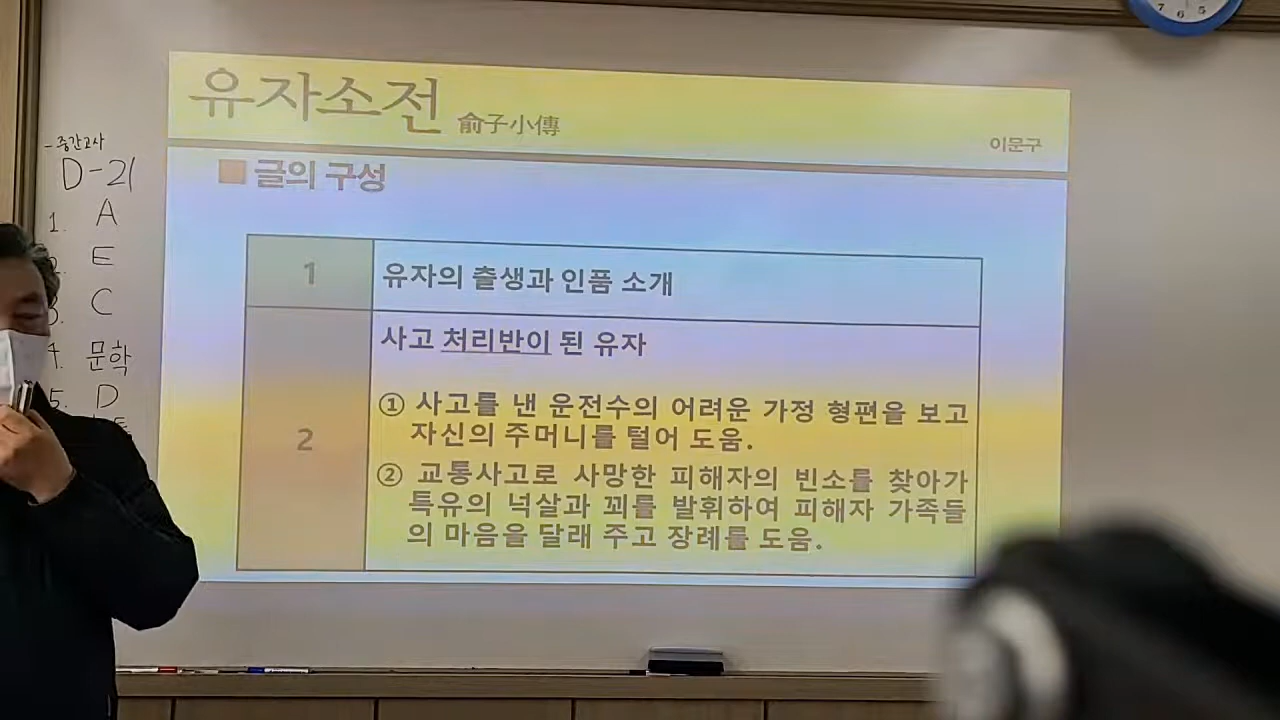 유자소전 兪子小傳
이문구
■ 글의 구성
1 유자의 출생과 인품 소개
2 사고 처리반이 된 유자
① 사고를 낸 운전수의 어려운 가정 형편을 보고
자신의 주머니를 털어 도움.
② 교통사고로 사망한 피해자의 빈소를 찾아가
특유의 넉살과 꾀를 발휘하여 피해자 가족들
의 마음을 달래 주고 장례를 도움.
- 중간고사
D-21
1. A
E
3. C
4. 문학
5. D
7 6 5